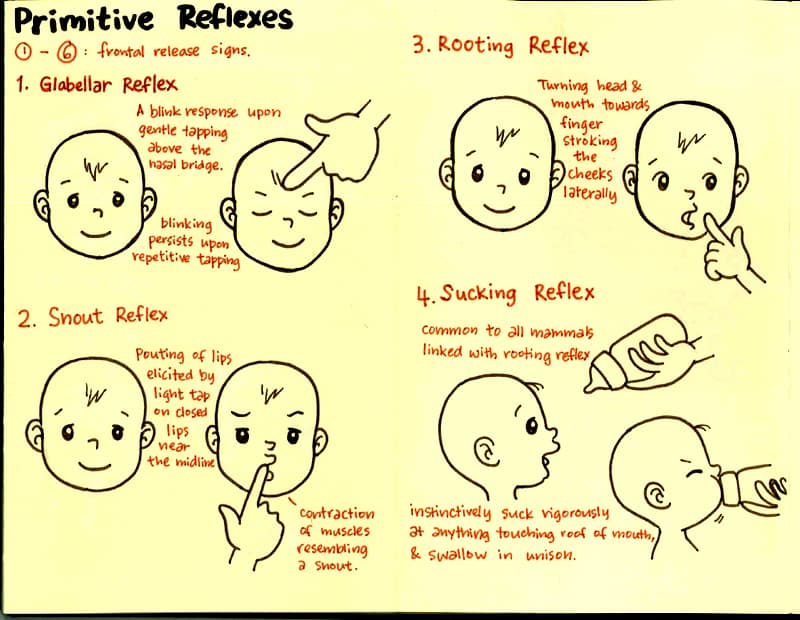 Primitive Reflexes
① - ⑥ : frontal release signs.
1. Glabellar Reflex
A blink response upon
gentle tapping
above the
nasal bridge.
blinking
persists upon
repetitive tapping
2. Snout Reflex
Pouting of lips
elicited by
light tap
on closed
lips
near
the midline
contraction
of muscles
resembling
a snout.
3. Rooting Reflex
Turning head &
mouth towards
finger
stroking
the
cheeks
laterally
4. Sucking Reflex
common to all mammals
linked with rooting reflex
instinctively suck vigorously
at anything touching roof of mouth,
& swallow in unison.